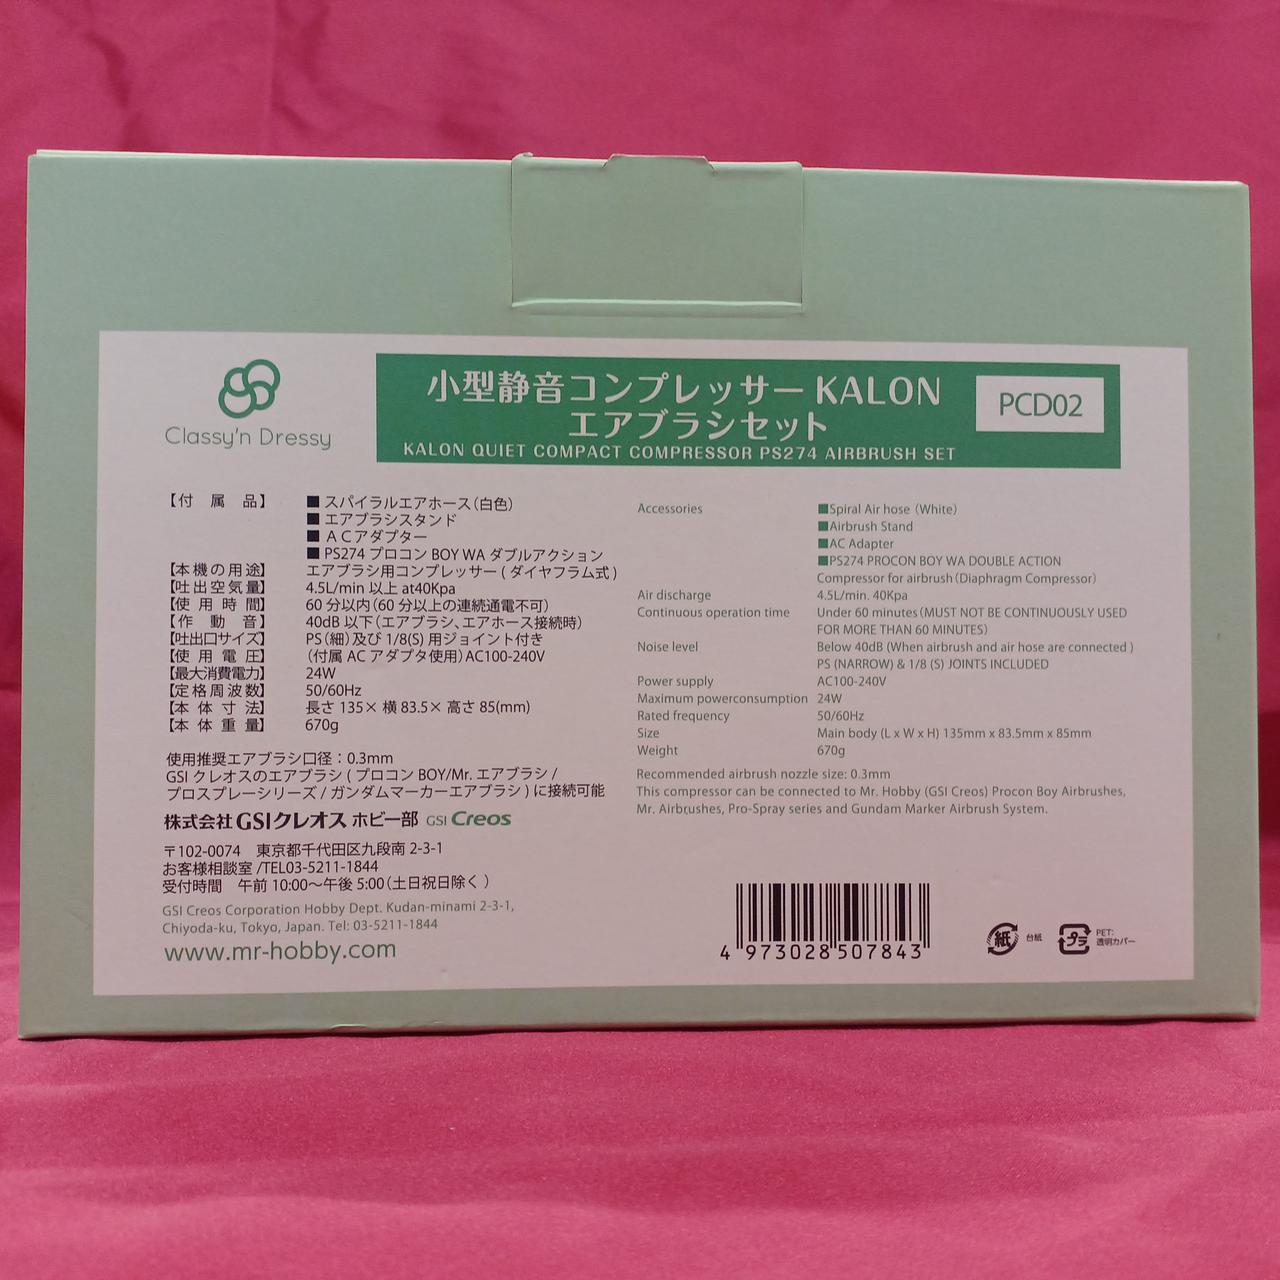 Classy'n Dressy
小型静音コンプレッサー KALON
エアブラシセット
KALON QUIET COMPACT COMPRESSOR PS274 AIRBRUSH SET
PCD02
【付属品】 ■ スパイラルエアホース(白色)
■ エアブラシスタンド
■ ACアダプター
■ PS274 プロコン BOY WA ダブルアクション
【本機の用途】 エアブラシ用コンプレッサー ( ダイヤフラム式 )
【吐出空気量】 4.5L/min 以上 at40Kpa
【使用時間】 60 分以内(60 分以上の連続通電不可)
【作動音】 40dB 以下(エアブラシ、エアホース接続時)
【吐出口サイズ】 PS(細)及び 1/8(S) 用ジョイント付き
【使用電圧】 (付属 AC アダプタ使用)AC100-240V
【最大消費電力】 24W
【定格周波数】 50/60Hz
【本体寸法】 長さ 135× 横 83.5× 高さ 85(mm)
【本体重量】 670g
使用推奨エアブラシ口径:0.3mm
GSI クレオスのエアブラシ ( プロコン BOY/Mr. エアブラシ /
プロスプレーシリーズ / ガンダムマーカーエアブラシ ) に接続可能
株式会社 GSIクレオス ホビー部 GSI Creos
〒102-0074 東京都千代田区九段南 2-3-1
お客様相談室 /TEL03-5211-1844
受付時間 午前 10:00～午後 5:00(土日祝日除く)
GSI Creos Corporation Hobby Dept. Kudan-minami 2-3-1,
Chiyoda-ku, Tokyo, Japan. Tel: 03-5211-1844
www.mr-hobby.com
Accessories ■Spiral Air hose (White)
■Airbrush Stand
■AC Adapter
■PS274 PROCON BOY WA DOUBLE ACTION
Compressor for airbrush (Diaphragm Compressor)
Air discharge 4.5L/min. 40Kpa
Continuous operation time Under 60 minutes (MUST NOT BE CONTINUOUSLY USED
FOR MORE THAN 60 MINUTES)
Noise level Below 40dB (When airbrush and air hose are connected )
PS (NARROW) & 1/8 (S) JOINTS INCLUDED
Power supply AC100-240V
Maximum powerconsumption 24W
Rated frequency 50/60Hz
Size Main body (L x W x H) 135mm x 83.5mm x 85mm
Weight 670g
Recommended airbrush nozzle size: 0.3mm
This compressor can be connected to Mr. Hobby (GSI Creos) Procon Boy Airbrushes,
Mr. Airbrushes, Pro-Spray series and Gundam Marker Airbrush System.
4 973028 507843
紙 台紙
プラ PET:
透明カバー